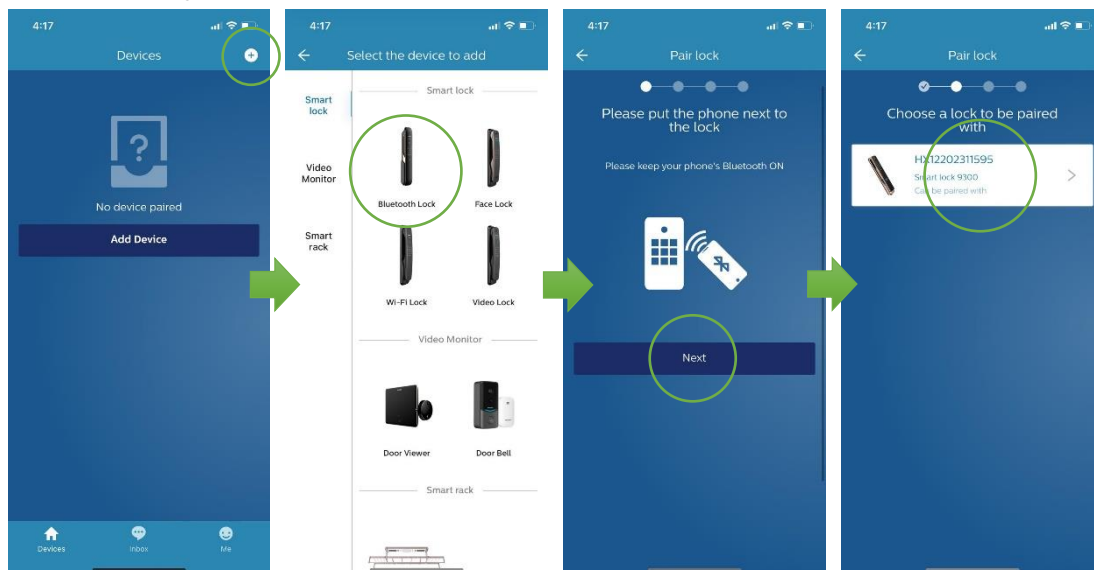 4:17
Devices
No device paired
Add Device
Devices
Inbox
Me
4:17
Select the device to add
Smart
lock
Video
Monitor
Smart
rack
Smart lock
Bluetooth Lock
Face Lock
Wi-Fi Lock
Video Lock
Video Monitor
Door Viewer
Door Bell
Smart rack
4:17
Pair lock
Please put the phone next to
the lock
Please keep your phone's Bluetooth ON
Next
4:17
Pair lock
Choose a lock to be paired
with
HX12202311595
Smart lock 9300
Can be paired with